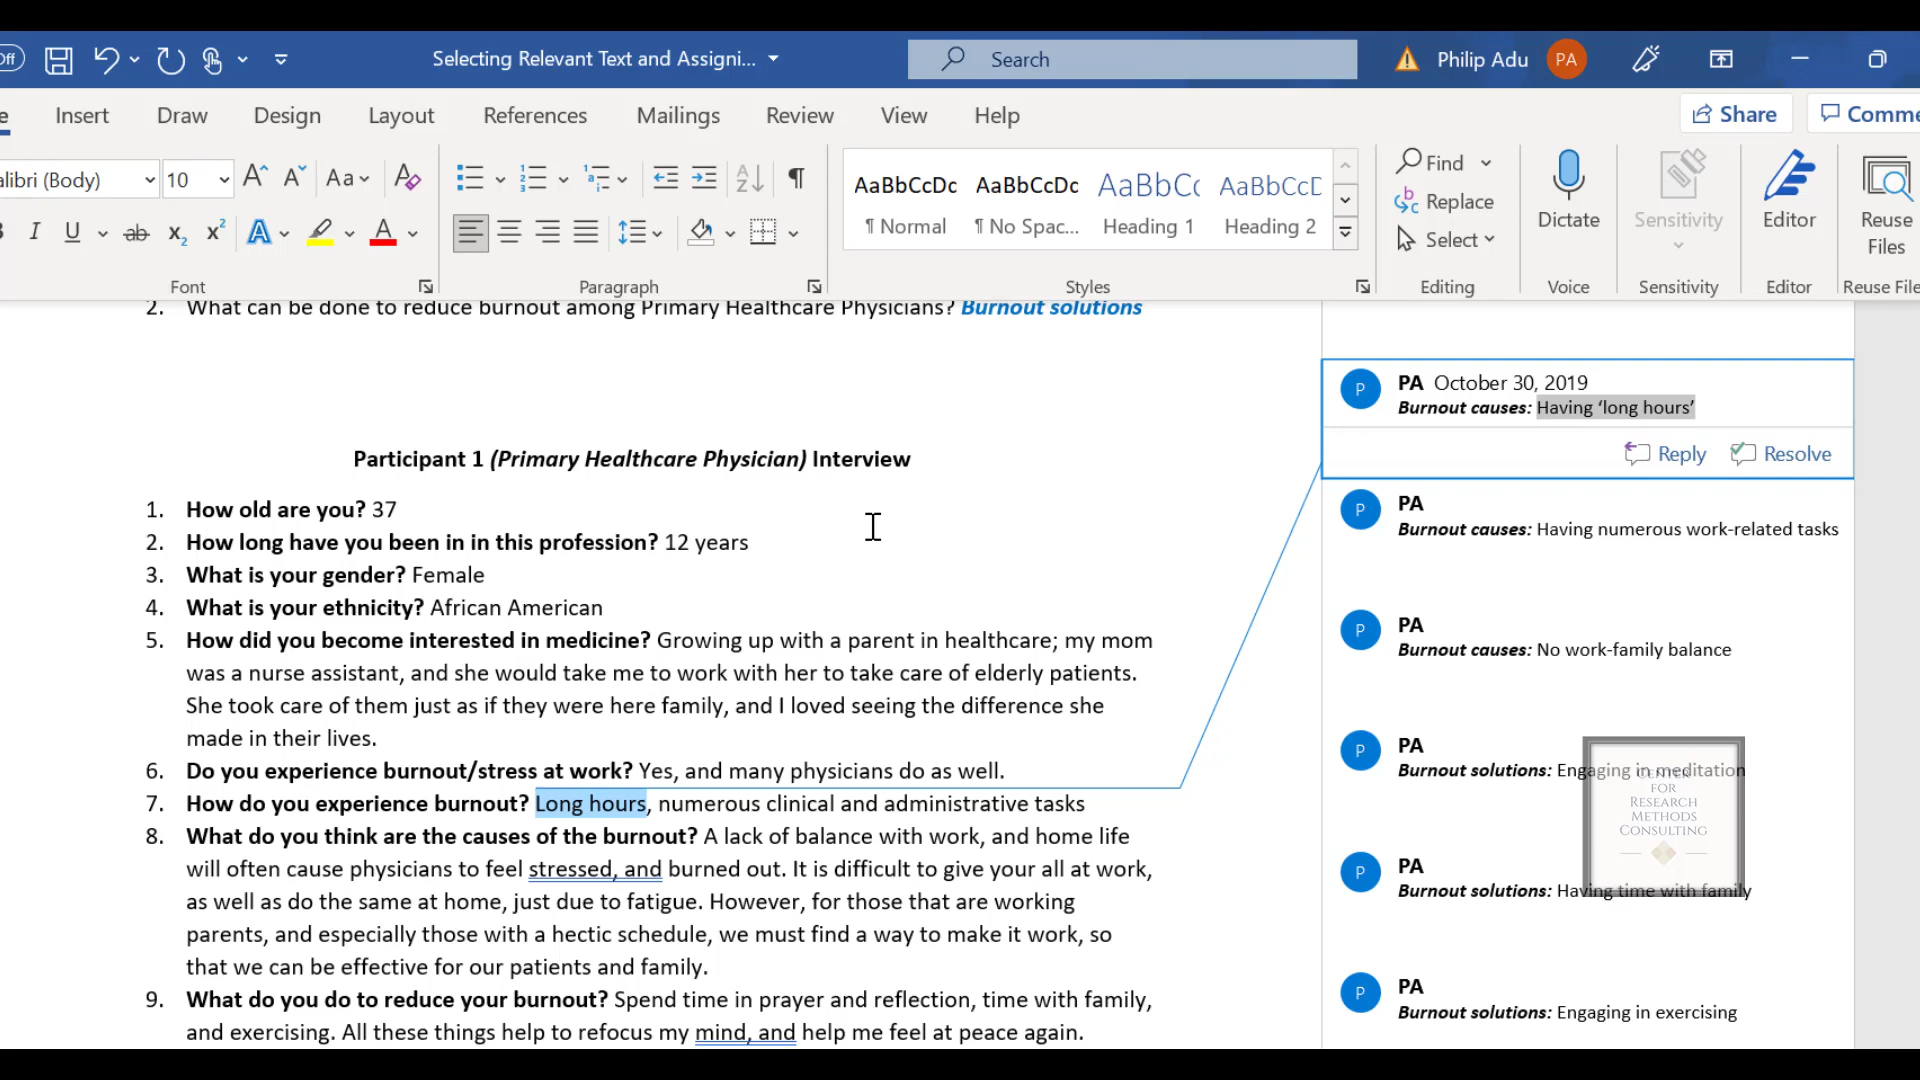 Off
Selecting Relevant Text and Assigni...
Search
Philip Adu
PA
Insert
Draw
Design
Layout
References
Mailings
Review
View
Help
Share
Comme
alibri (Body)
10
Aa
AaBbCcDc
AaBbCcDc
AaBbCc
AaBbCcE
¶ Normal
¶ No Spac...
Heading 1
Heading 2
Find
Replace
Select
Dictate
Sensitivity
Editor
Reuse
Files
Font
Paragraph
Styles
Editing
Voice
Sensitivity
Editor
Reuse File
2. What can be done to reduce burnout among Primary Healthcare Physicians? Burnout solutions
Participant 1 (Primary Healthcare Physician) Interview
1. How old are you? 37
2. How long have you been in in this profession? 12 years
3. What is your gender? Female
4. What is your ethnicity? African American
5. How did you become interested in medicine? Growing up with a parent in healthcare; my mom
was a nurse assistant, and she would take me to work with her to take care of elderly patients.
She took care of them just as if they were here family, and I loved seeing the difference she
made in their lives.
6. Do you experience burnout/stress at work? Yes, and many physicians do as well.
7. How do you experience burnout? Long hours, numerous clinical and administrative tasks
8. What do you think are the causes of the burnout? A lack of balance with work, and home life
will often cause physicians to feel stressed, and burned out. It is difficult to give your all at work,
as well as do the same at home, just due to fatigue. However, for those that are working
parents, and especially those with a hectic schedule, we must find a way to make it work, so
that we can be effective for our patients and family.
9. What do you do to reduce your burnout? Spend time in prayer and reflection, time with family,
and exercising. All these things help to refocus my mind, and help me feel at peace again.
P
PA October 30, 2019
Burnout causes: Having ‘long hours’
Reply
Resolve
P
PA
Burnout causes: Having numerous work-related tasks
P
PA
Burnout causes: No work-family balance
P
PA
Burnout solutions: Engaging in meditation
P
PA
Burnout solutions: Having time with family
P
PA
Burnout solutions: Engaging in exercising
CENTER
FOR
RESEARCH
METHODS
CONSULTING